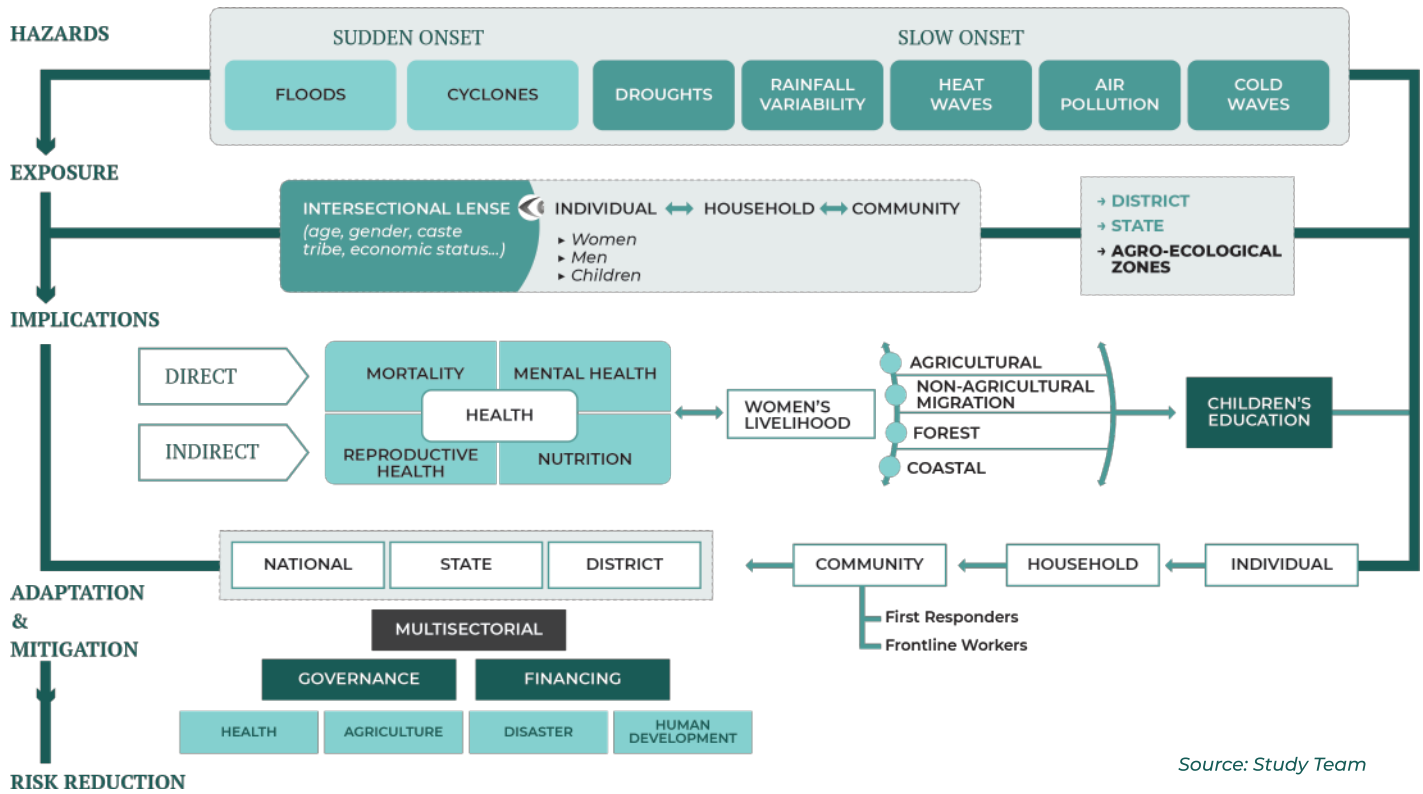 HAZARDS
SUDDEN ONSET
SLOW ONSET
FLOODS
CYCLONES
DROUGHTS
RAINFALL
VARIABILITY
HEAT
WAVES
AIR
POLLUTION
COLD
WAVES
EXPOSURE
INTERSECTIONAL LENSE
(age, gender, caste
tribe, economic status...)
INDIVIDUAL
HOUSEHOLD
COMMUNITY
▸ Women
▸ Men
▸ Children
→ DISTRICT
→ STATE
→ AGRO-ECOLOGICAL
ZONES
IMPLICATIONS
DIRECT
INDIRECT
MORTALITY
MENTAL HEALTH
HEALTH
REPRODUCTIVE
HEALTH
NUTRITION
WOMEN'S
LIVELIHOOD
AGRICULTURAL
NON-AGRICULTURAL
MIGRATION
FOREST
COASTAL
CHILDREN'S
EDUCATION
ADAPTATION
&
MITIGATION
NATIONAL
STATE
DISTRICT
COMMUNITY
HOUSEHOLD
INDIVIDUAL
First Responders
Frontline Workers
MULTISECTORIAL
GOVERNANCE
FINANCING
HEALTH
AGRICULTURE
DISASTER
HUMAN
DEVELOPMENT
RISK REDUCTION
Source: Study Team